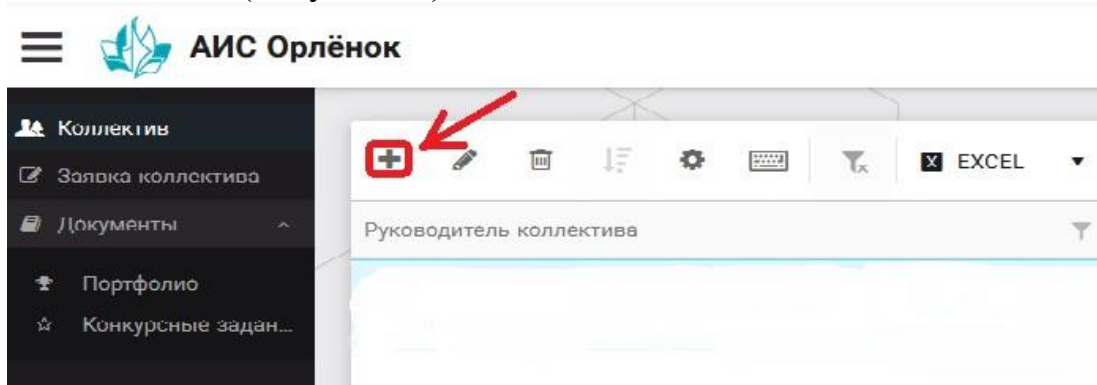 АИС Орлёнок
Коллектив
Заявка коллектива
Документы
Портфолио
Конкурсные задан...
EXCEL
Руководитель коллектива